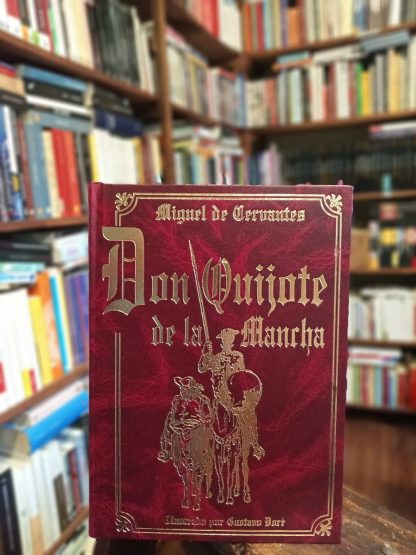 Miguel de Cervantes
Don Quijote
de la Mancha
Ilustrado por Gustavo Doré